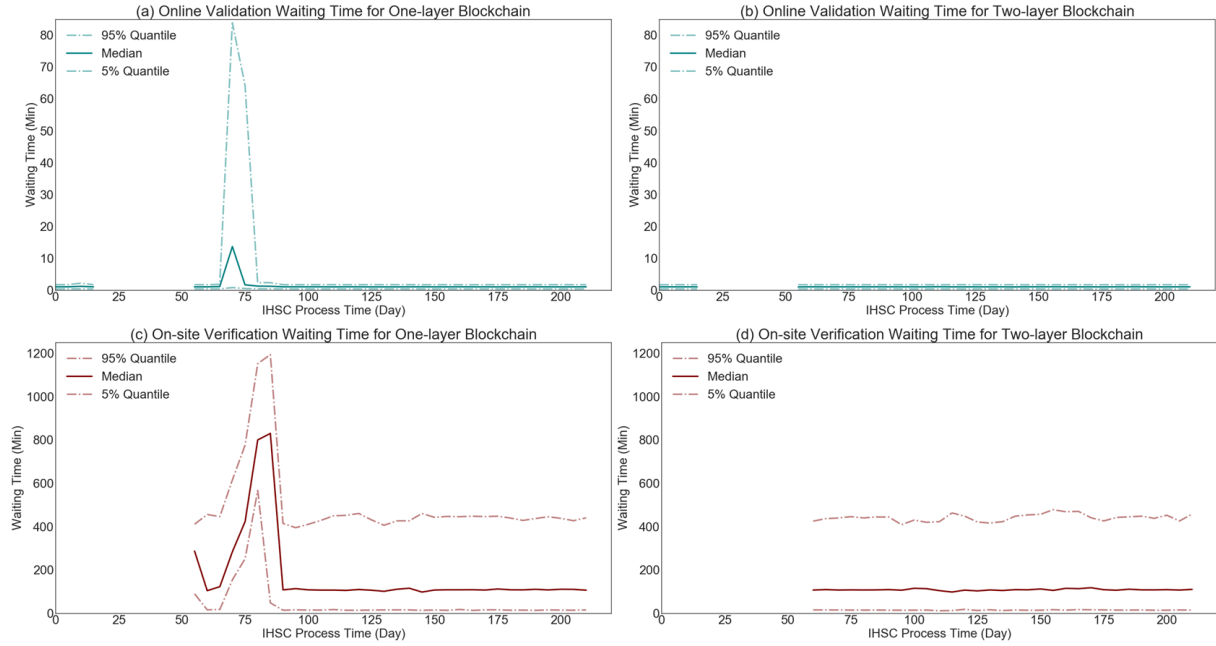 (a) Online Validation Waiting Time for One-layer Blockchain
95% Quantile
Median
5% Quantile
Waiting Time (Min)
80
70
60
50
40
30
20
10
0
0 25 50 75 100 125 150 175 200
IHSC Process Time (Day)
(b) Online Validation Waiting Time for Two-layer Blockchain
95% Quantile
Median
5% Quantile
Waiting Time (Min)
80
70
60
50
40
30
20
10
0
0 25 50 75 100 125 150 175 200
IHSC Process Time (Day)
(c) On-site Verification Waiting Time for One-layer Blockchain
95% Quantile
Median
5% Quantile
Waiting Time (Min)
1200
1000
800
600
400
200
0
0 25 50 75 100 125 150 175 200
IHSC Process Time (Day)
(d) On-site Verification Waiting Time for Two-layer Blockchain
95% Quantile
Median
5% Quantile
Waiting Time (Min)
1200
1000
800
600
400
200
0
0 25 50 75 100 125 150 175 200
IHSC Process Time (Day)